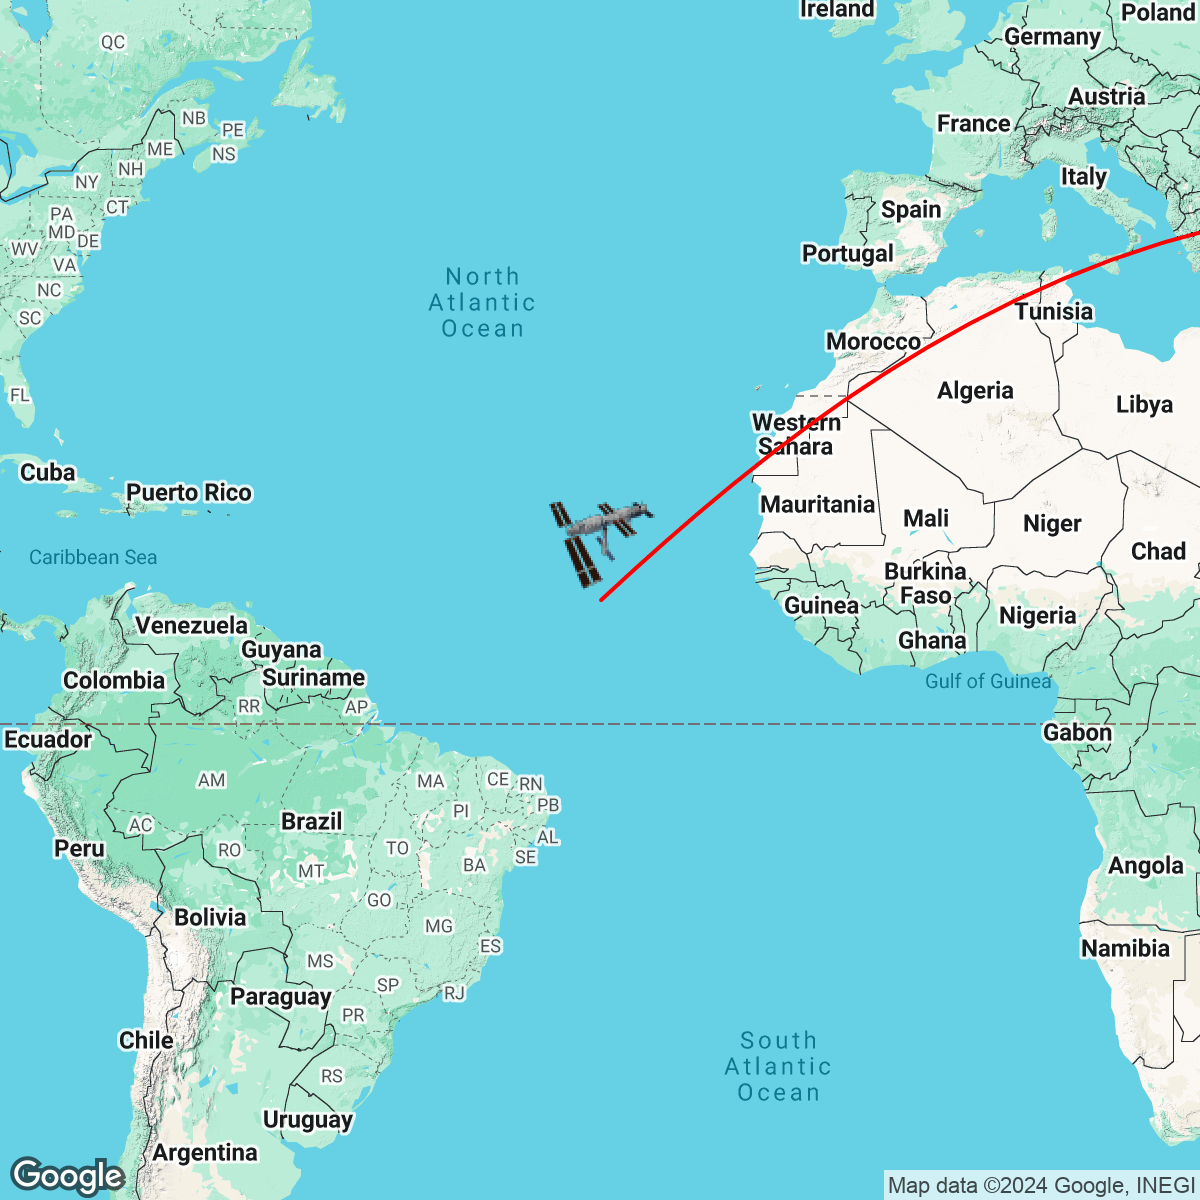 Ireland
Poland
QC
Germany
Austria
NB
France
PE
ME
NS
NH
Italy
NY
CT
Spain
PA
MD
DE
WV
Portugal
VA
North
Atlantic
Ocean
NC
SC
Tunisia
Morocco
FL
Algeria
Libya
Western
Sahara
Cuba
Puerto Rico
Mauritania
Mali
Niger
Caribbean Sea
Chad
Burkina
Faso
Guinea
Nigeria
Venezuela
Ghana
Guyana
Suriname
Colombia
Gulf of Guinea
RR
AP
Ecuador
Gabon
AM
MA
CE
RN
PB
PI
Brazil
AC
AL
Peru
RO
TO
SE
MT
BA
Angola
GO
Bolivia
MG
ES
Namibia
MS
SP
RJ
Paraguay
PR
Chile
South
Atlantic
Ocean
RS
Uruguay
Argentina
Google
Map data ©2024 Google, INEGI